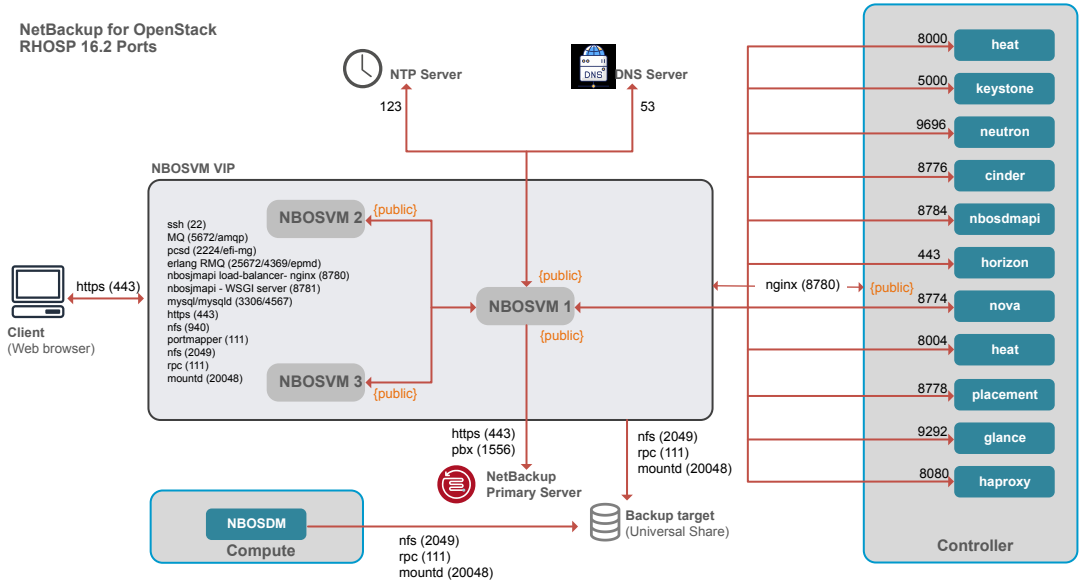 NetBackup for OpenStack
RHOSP 16.2 Ports
NTP Server
DNS
DNS Server
123
53
NBOSVM VIP
ssh (22)
MQ (5672/amqp)
pcsd (2224/efi-mg)
erlang RMQ (25672/4369/epmd)
nbosjmapi load-balancer- nginx (8780)
nbosjmapi - WSGI server (8781)
mysql/mysqld (3306/4567)
https (443)
nfs (940)
portmapper (111)
nfs (2049)
rpc (111)
mountd (20048)
NBOSVM 2
{public}
{public}
NBOSVM 1
{public}
NBOSVM 3
{public}
https (443)
Client
(Web browser)
nginx (8780)
{public}
8000
heat
5000
keystone
9696
neutron
8776
cinder
8784
nbosdmapi
443
horizon
8774
nova
8004
heat
8778
placement
9292
glance
8080
haproxy
Controller
https (443)
pbx (1556)
NetBackup
Primary Server
nfs (2049)
rpc (111)
mountd (20048)
Backup target
(Universal Share)
NBOSDM
Compute
nfs (2049)
rpc (111)
mountd (20048)